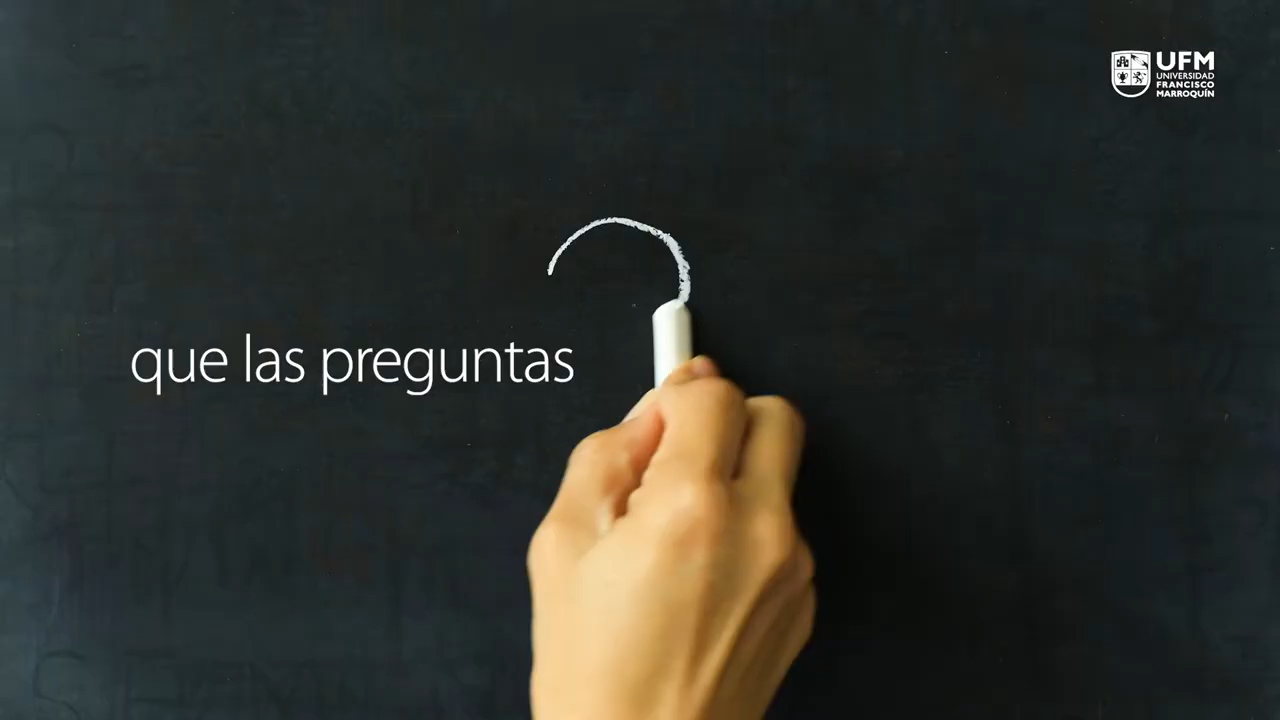 UFM
UNIVERSIDAD
FRANCISCO
MARROQUÍN
que las preguntas